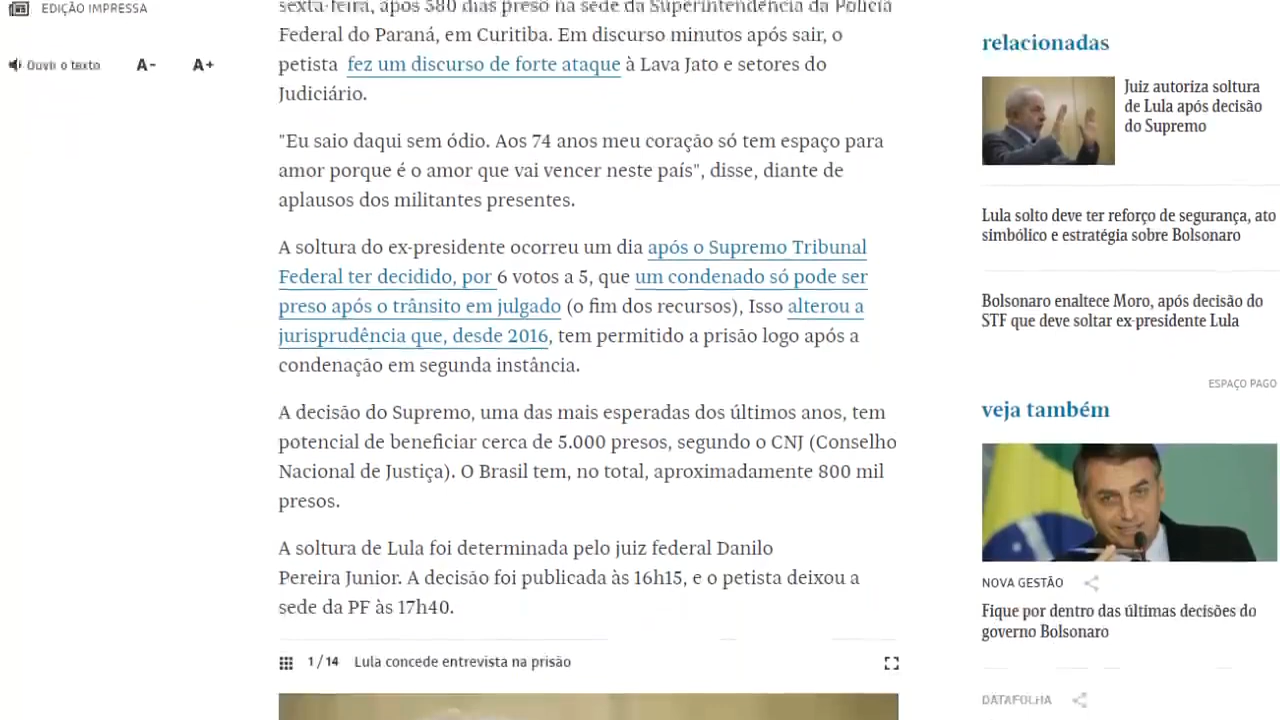 EDIÇÃO IMPRESSA
Ouvir o texto A- A+
sexta-feira, após 580 dias preso na sede da Superintendência da Polícia
Federal do Paraná, em Curitiba. Em discurso minutos após sair, o
petista fez um discurso de forte ataque à Lava Jato e setores do
Judiciário.
"Eu saio daqui sem ódio. Aos 74 anos meu coração só tem espaço para
amor porque é o amor que vai vencer neste país", disse, diante de
aplausos dos militantes presentes.
A soltura do ex-presidente ocorreu um dia após o Supremo Tribunal
Federal ter decidido, por 6 votos a 5, que um condenado só pode ser
preso após o trânsito em julgado (o fim dos recursos), Isso alterou a
jurisprudência que, desde 2016, tem permitido a prisão logo após a
condenação em segunda instância.
A decisão do Supremo, uma das mais esperadas dos últimos anos, tem
potencial de beneficiar cerca de 5.000 presos, segundo o CNJ (Conselho
Nacional de Justiça). O Brasil tem, no total, aproximadamente 800 mil
presos.
A soltura de Lula foi determinada pelo juiz federal Danilo
Pereira Junior. A decisão foi publicada às 16h15, e o petista deixou a
sede da PF às 17h40.
1/14 Lula concede entrevista na prisão
relacionadas
Juiz autoriza soltura
de Lula após decisão
do Supremo
Lula solto deve ter reforço de segurança, ato
simbólico e estratégia sobre Bolsonaro
Bolsonaro enaltece Moro, após decisão do
STF que deve soltar ex-presidente Lula
ESPAÇO PAGO
veja também
NOVA GESTÃO
Fique por dentro das últimas decisões do
governo Bolsonaro
DATAFOLHA